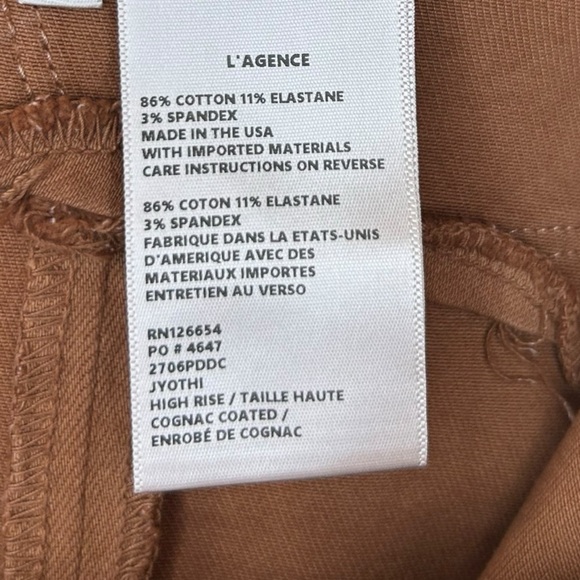 L'AGENCE
86% COTTON 11% ELASTANE
3% SPANDEX
MADE IN THE USA
WITH IMPORTED MATERIALS
CARE INSTRUCTIONS ON REVERSE
86% COTTON 11% ELASTANE
3% SPANDEX
FABRIQUE DANS LA ETATS-UNIS
D'AMERIQUE AVEC DES
MATERIAUX IMPORTES
ENTRETIEN AU VERSO
RN126654
PO # 4647
2706PDDC
JYOTHI
HIGH RISE / TAILLE HAUTE
COGNAC COATED /
ENROBÉ DE COGNAC